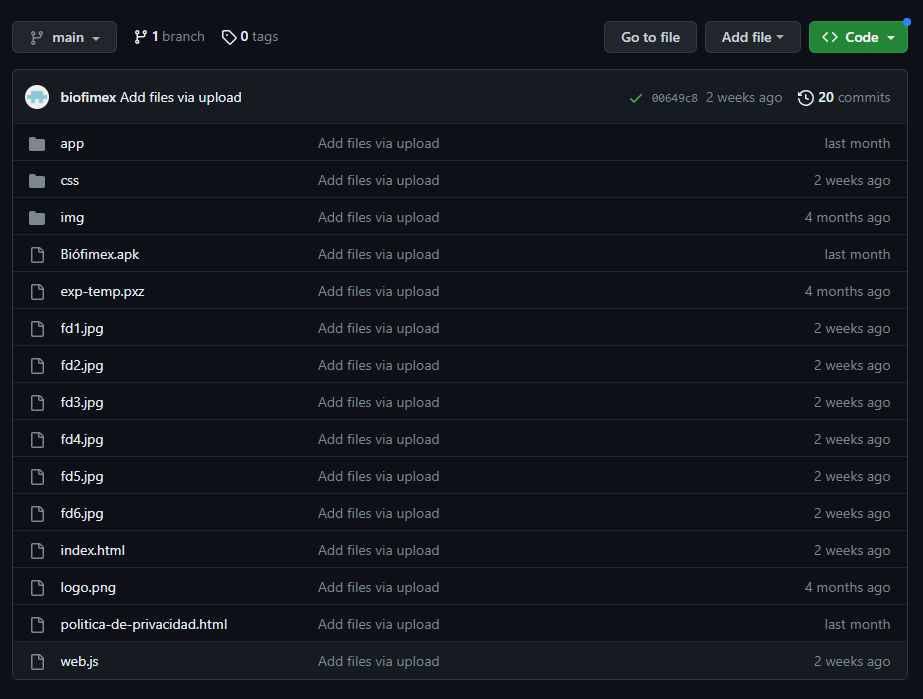 main 1 branch 0 tags Go to file Add file Code
biofimex Add files via upload 00649c8 2 weeks ago 20 commits
app Add files via upload last month
css Add files via upload 2 weeks ago
img Add files via upload 4 months ago
Biófimex.apk Add files via upload last month
exp-temp.pxz Add files via upload 4 months ago
fd1.jpg Add files via upload 2 weeks ago
fd2.jpg Add files via upload 2 weeks ago
fd3.jpg Add files via upload 2 weeks ago
fd4.jpg Add files via upload 2 weeks ago
fd5.jpg Add files via upload 2 weeks ago
fd6.jpg Add files via upload 2 weeks ago
index.html Add files via upload 2 weeks ago
logo.png Add files via upload 4 months ago
politica-de-privacidad.html Add files via upload last month
web.js Add files via upload 2 weeks ago